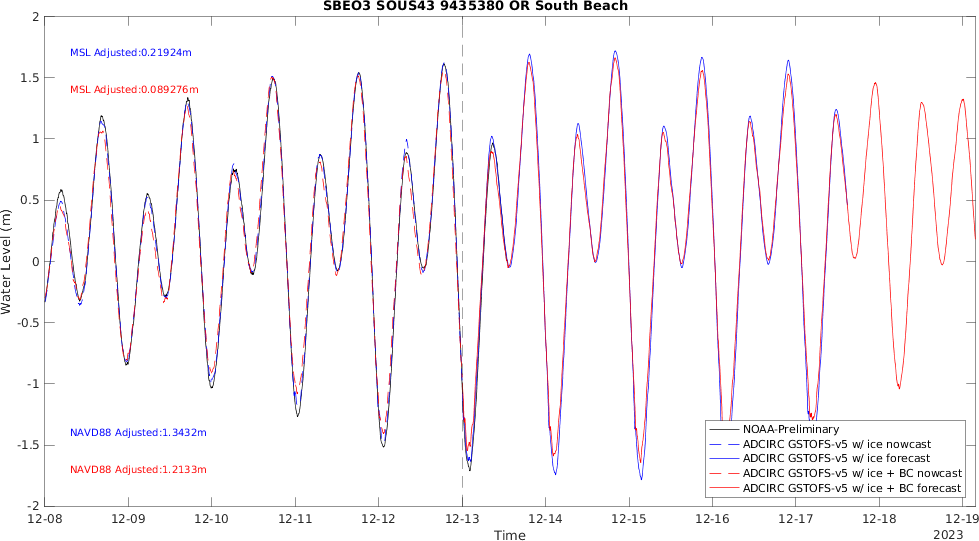 SBEO3 SOUS43 9435380 OR South Beach
2
1.5
1
0.5
0
-0.5
-1
-1.5
-2
Water Level (m)
MSL Adjusted:0.21924m
MSL Adjusted:0.089276m
NAVD88 Adjusted:1.3432m
NAVD88 Adjusted:1.2133m
NOAA-Preliminary
ADCIRC GSTOFS-v5 w/ ice nowcast
ADCIRC GSTOFS-v5 w/ ice forecast
ADCIRC GSTOFS-v5 w/ ice + BC nowcast
ADCIRC GSTOFS-v5 w/ ice + BC forecast
12-08 12-09 12-10 12-11 12-12 12-13 12-14 12-15 12-16 12-17 12-18 12-19
Time
2023